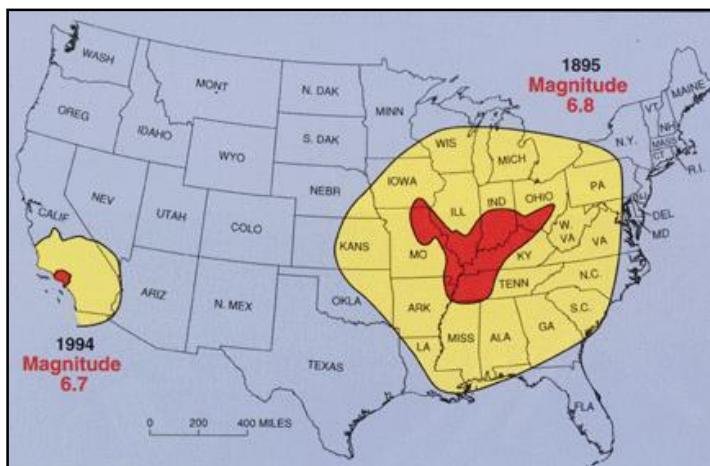 WASH
MONT
N. DAK
MINN
OREG
IDAHO
WYO
S. DAK
WIS
MICH
1895
Magnitude
6.8
MAINE
VT.
NH
N.Y.
MASS
CT
R.I.
NEV
UTAH
COLO
NEBR
IOWA
ILL
IND
OHIO
PA
DEL
MD
CALIF
KANS
MO
KY
W.
VA
VA
ARIZ
N. MEX
OKLA
ARK
TENN
N.C.
S.C.
TEXAS
LA
MISS
ALA
GA
FLA
1994
Magnitude
6.7
0 200 400 MILES